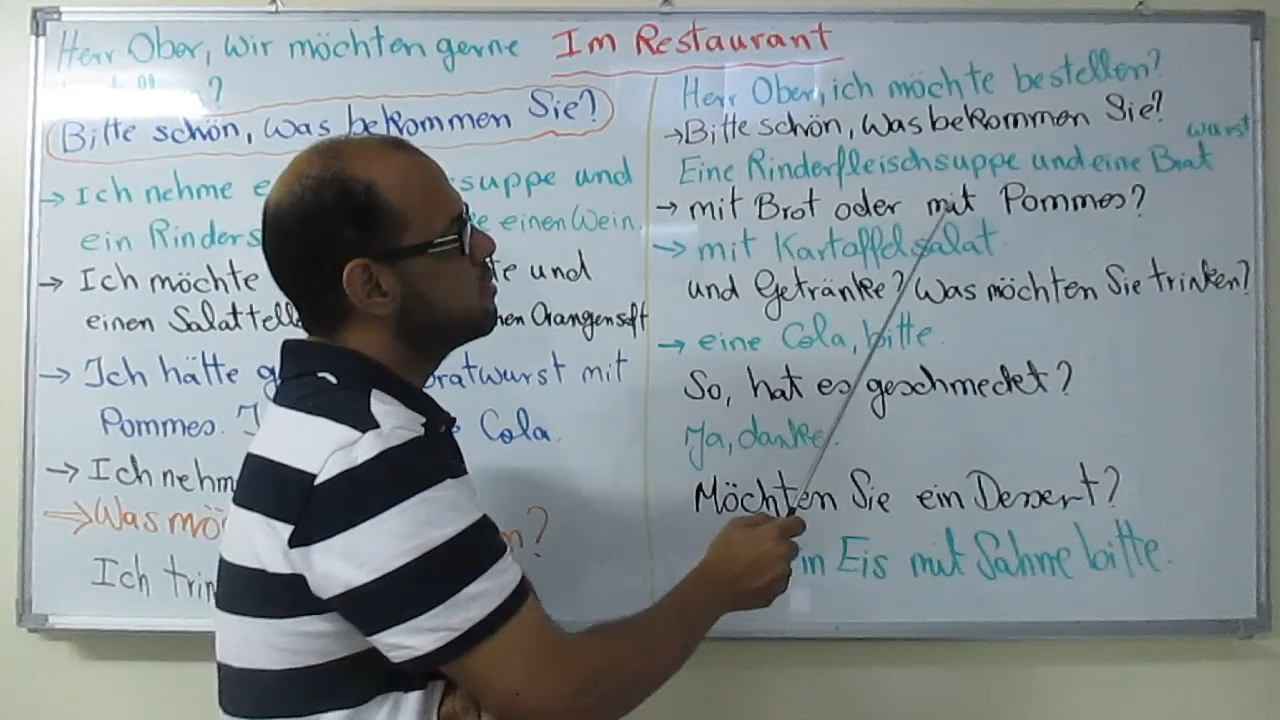 Im Restaurant
Herr Ober, wir möchten gerne
?
Bitte schön, was bekommen Sie?
→ Ich nehme e suppe und
ein Rinders einen Wein.
→ Ich möchte te und
einen Salattell hen Orangensaft
→ Ich hätte g bratwurst mit
Pommes. I Cola.
→ Ich nehm
⇒ Was mö n?
Ich trin
Herr Ober, ich möchte bestellen?
→ Bitte schön, Was bekommen Sie?
Eine Rinderfleischsuppe und eine Brat wurst
→ mit Brot oder mit Pommes?
→ mit Kartaffelsalat
und Getränke? Was möchten Sie trinken?
→ eine Cola, bitte.
So, hat es geschmeckt?
Ja, danke.
Möchten Sie ein Dessert?
in Eis mit Sahne bitte.